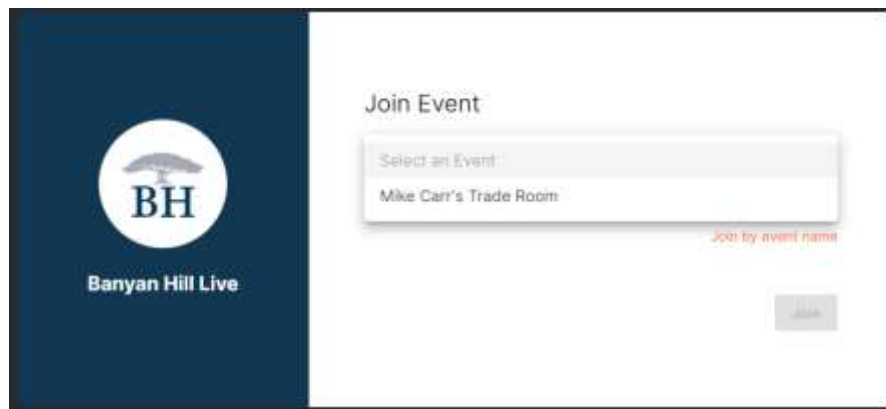 BH
Banyan Hill Live
Join Event
Select an Event
Mike Carr's Trade Room
Join by event name
Join